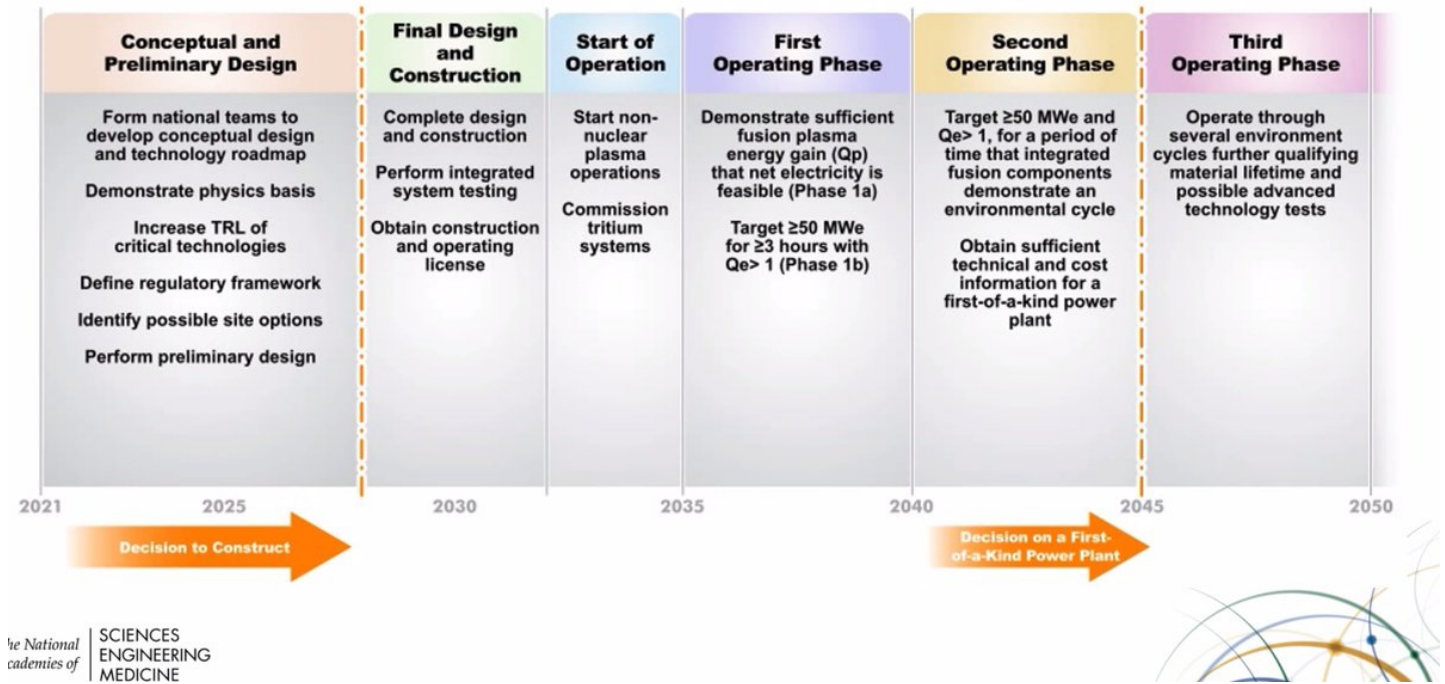 Conceptual and
Preliminary Design
Form national teams to
develop conceptual design
and technology roadmap
Demonstrate physics basis
Increase TRL of
critical technologies
Define regulatory framework
Identify possible site options
Perform preliminary design
Final Design
and
Construction
Complete design
and construction
Perform integrated
system testing
Obtain construction
and operating
license
Start of
Operation
Start non-
nuclear
plasma
operations
Commission
tritium
systems
First
Operating Phase
Demonstrate sufficient
fusion plasma
energy gain (Qp)
that net electricity is
feasible (Phase 1a)
Target ≥50 MWe
for ≥3 hours with
Qe> 1 (Phase 1b)
Second
Operating Phase
Target ≥50 MWe and
Qe> 1, for a period of
time that integrated
fusion components
demonstrate an
environmental cycle
Obtain sufficient
technical and cost
information for a
first-of-a-kind power
plant
Third
Operating Phase
Operate through
several environment
cycles further qualifying
material lifetime and
possible advanced
technology tests
2021 2025 2030 2035 2040 2045 2050
Decision to Construct
Decision on a First-
of-a-Kind Power Plant
he National
cademies of
SCIENCES
ENGINEERING
MEDICINE